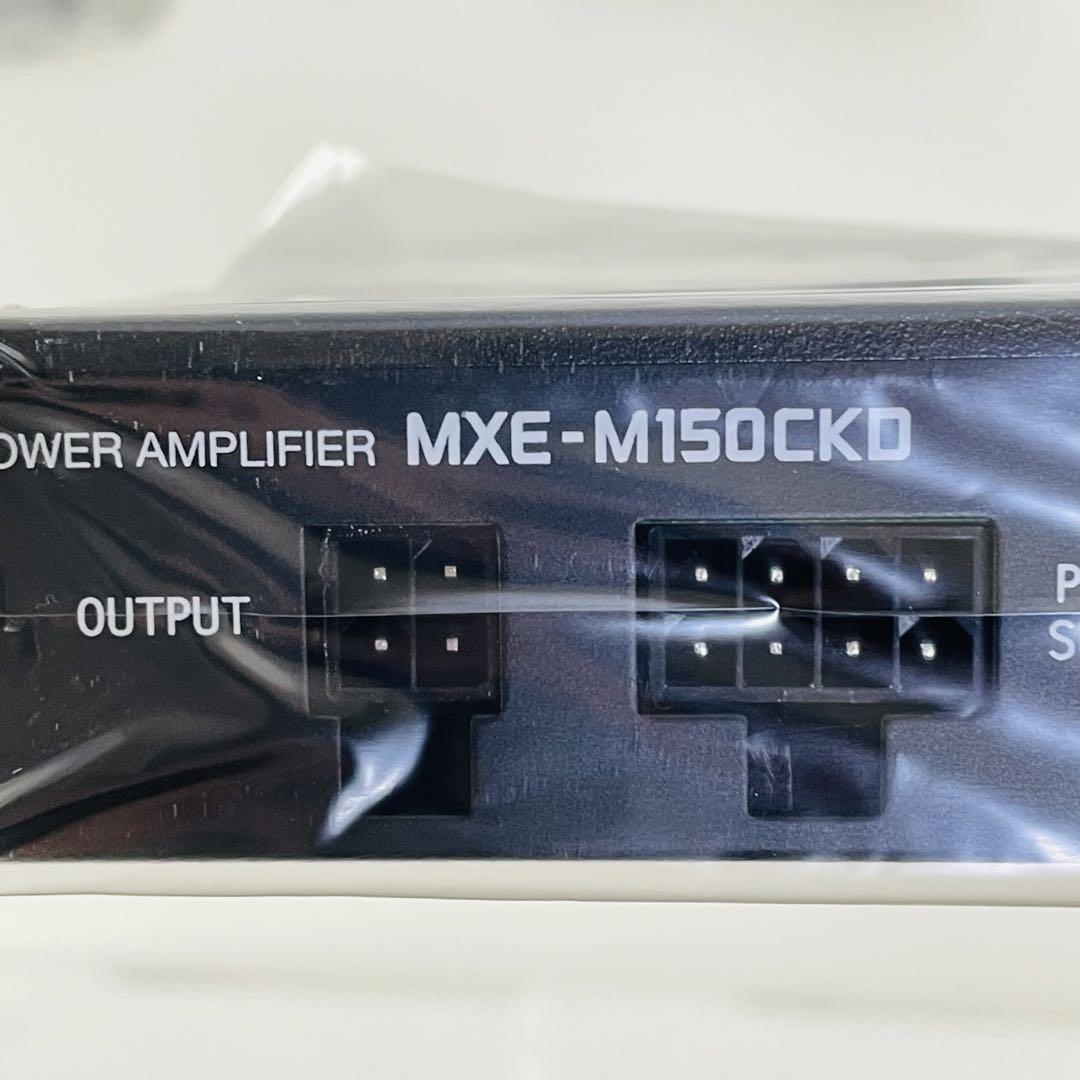 OWER AMPLIFIER MXE-M150CKD
OUTPUT